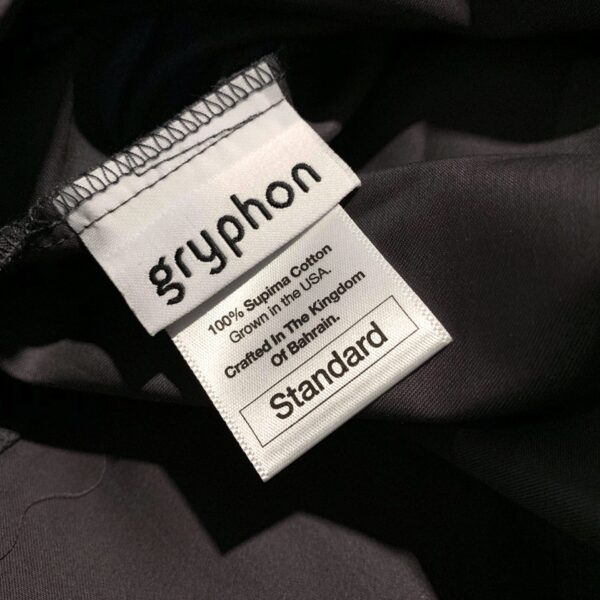 gryphon
100% Supima Cotton
Grown in the USA.
Crafted In The Kingdom
Of Bahrain.
Standard